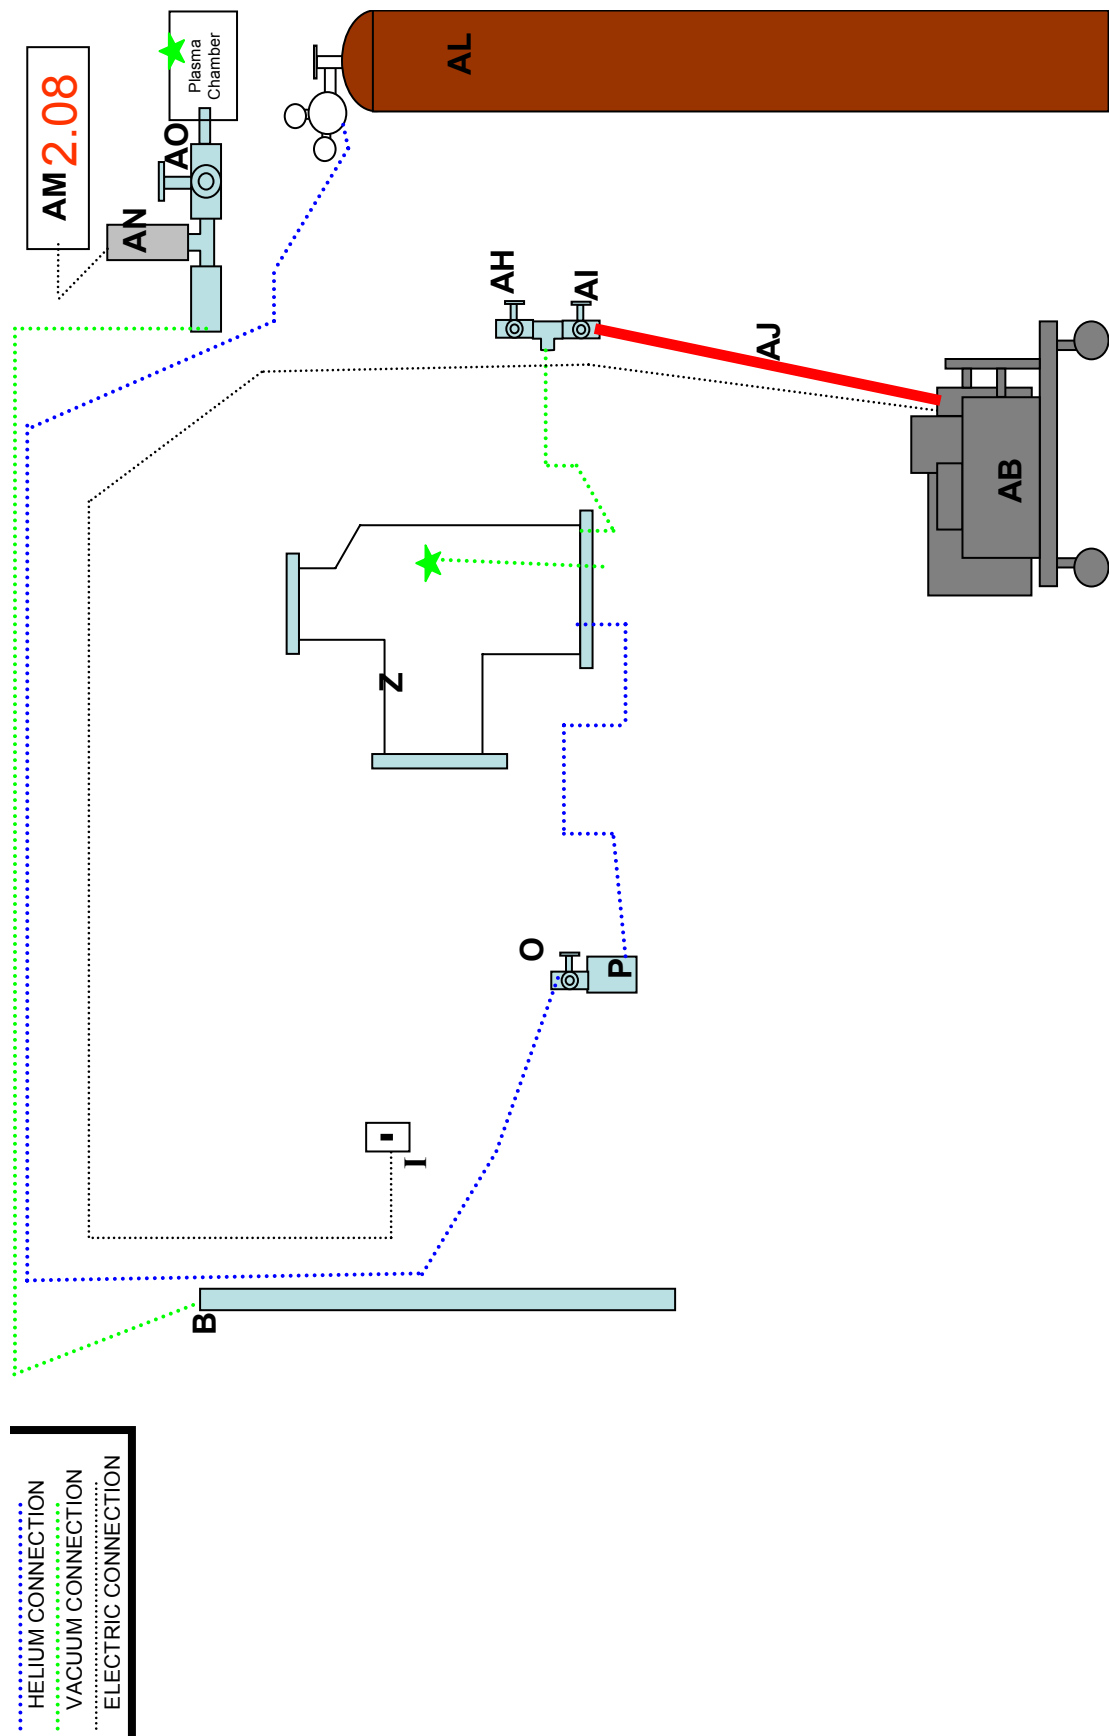 HELIUM CONNECTION
VACUUM CONNECTION
ELECTRIC CONNECTION
B
I
O
P
Z
AH
AI
AJ
AB
AM 2.08
AN
AO
Plasma
Chamber
AL